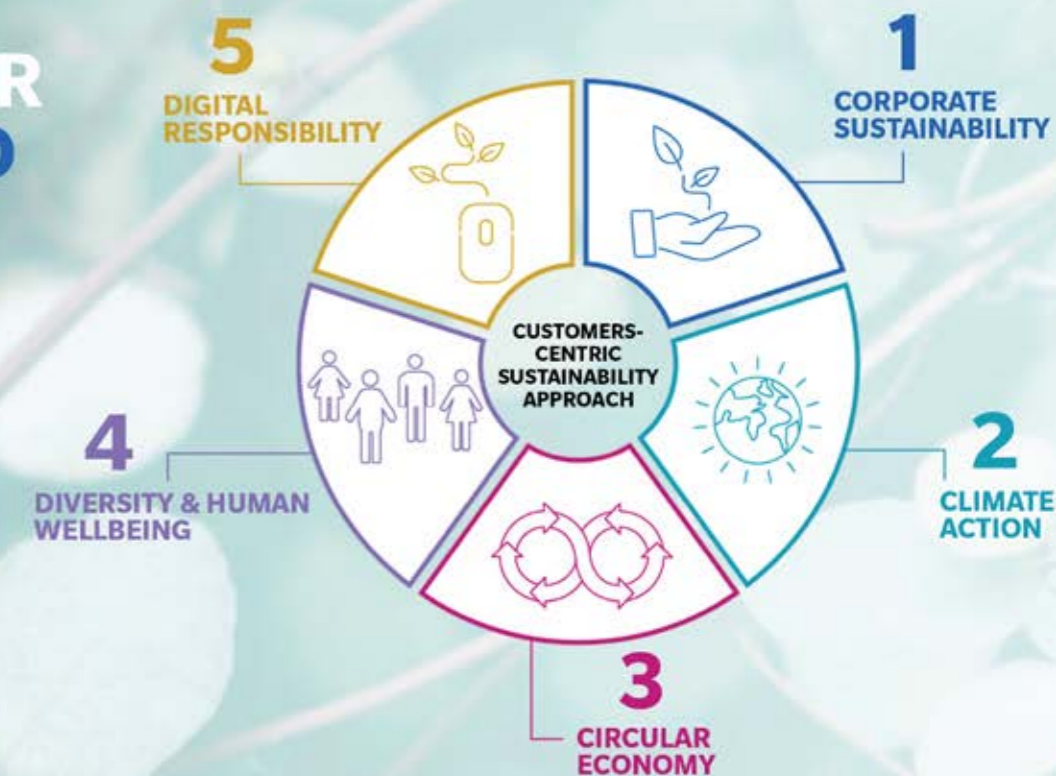 5
DIGITAL
RESPONSIBILITY
1
CORPORATE
SUSTAINABILITY
CUSTOMERS-
CENTRIC
SUSTAINABILITY
APPROACH
4
DIVERSITY & HUMAN
WELLBEING
2
CLIMATE
ACTION
3
CIRCULAR
ECONOMY